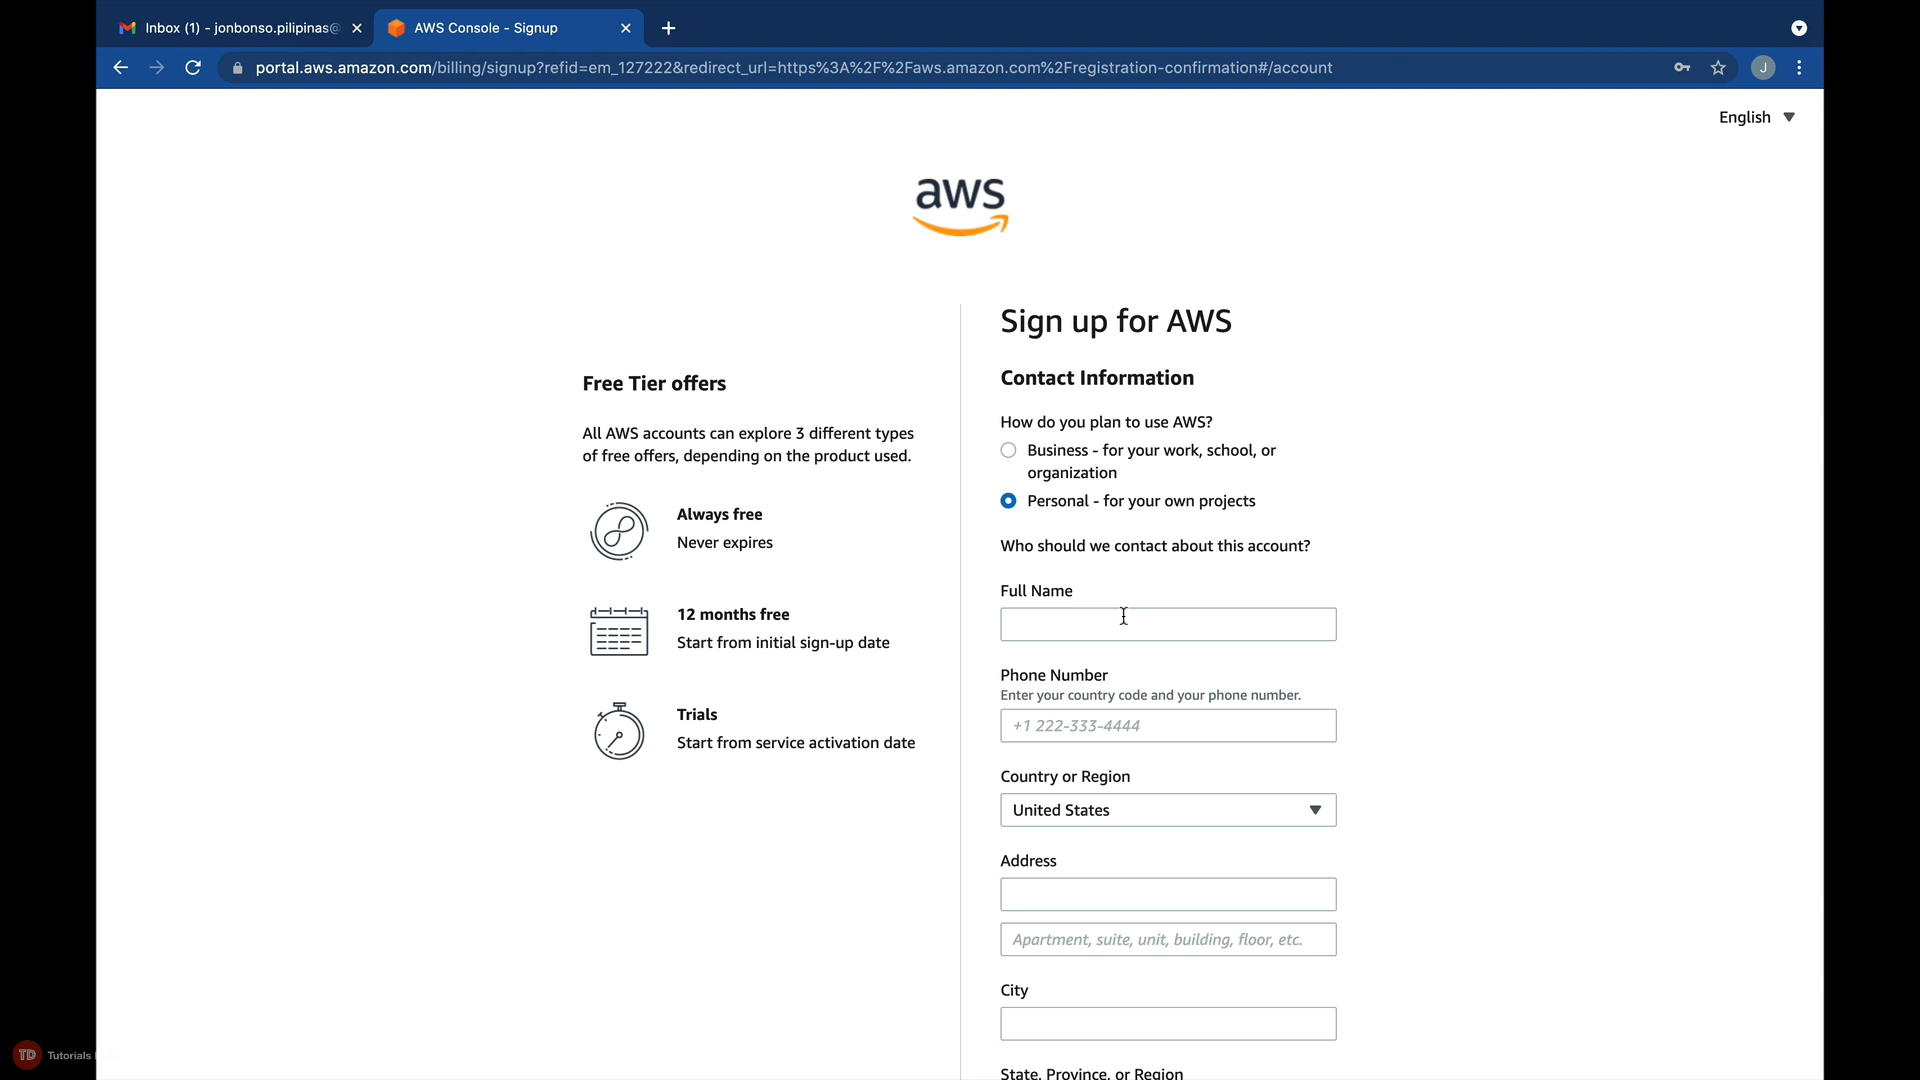 Inbox (1) - jonbonso.pilipinas@
AWS Console - Signup
portal.aws.amazon.com/billing/signup?refid=em_127222&redirect_url=https%3A%2F%2Faws.amazon.com%2Fregistration-confirmation#/account
J
English
aws
Sign up for AWS
Free Tier offers
All AWS accounts can explore 3 different types
of free offers, depending on the product used.
Always free
Never expires
12 months free
Start from initial sign-up date
Trials
Start from service activation date
Contact Information
How do you plan to use AWS?
Business - for your work, school, or
organization
Personal - for your own projects
Who should we contact about this account?
Full Name
Phone Number
Enter your country code and your phone number.
+1 222-333-4444
Country or Region
United States
Address
Apartment, suite, unit, building, floor, etc.
City
State, Province, or Region
TD Tutorials